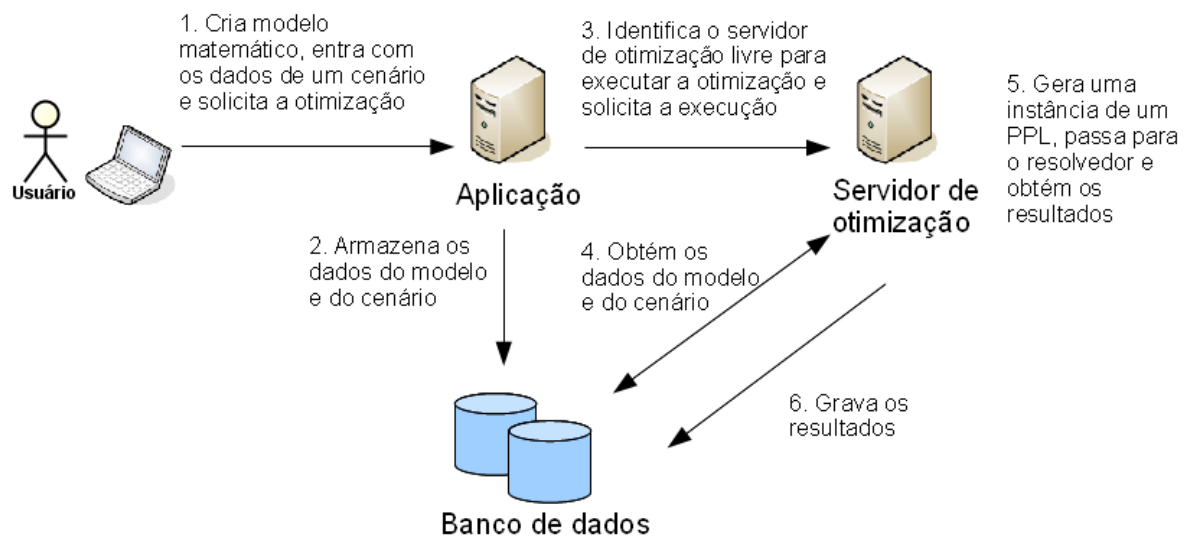 1. Cria modelo
matemático, entra com
os dados de um cenário
e solicita a otimização
3. Identifica o servidor
de otimização livre para
executar a otimização e
solicita a execução
5. Gera uma
instância de um
PPL, passa para
o resolvedor e
obtém os
resultados
Usuário
Aplicação
Servidor de
otimização
2. Armazena os
dados do modelo
e do cenário
4. Obtém os
dados do modelo
e do cenário
6. Grava os
resultados
Banco de dados